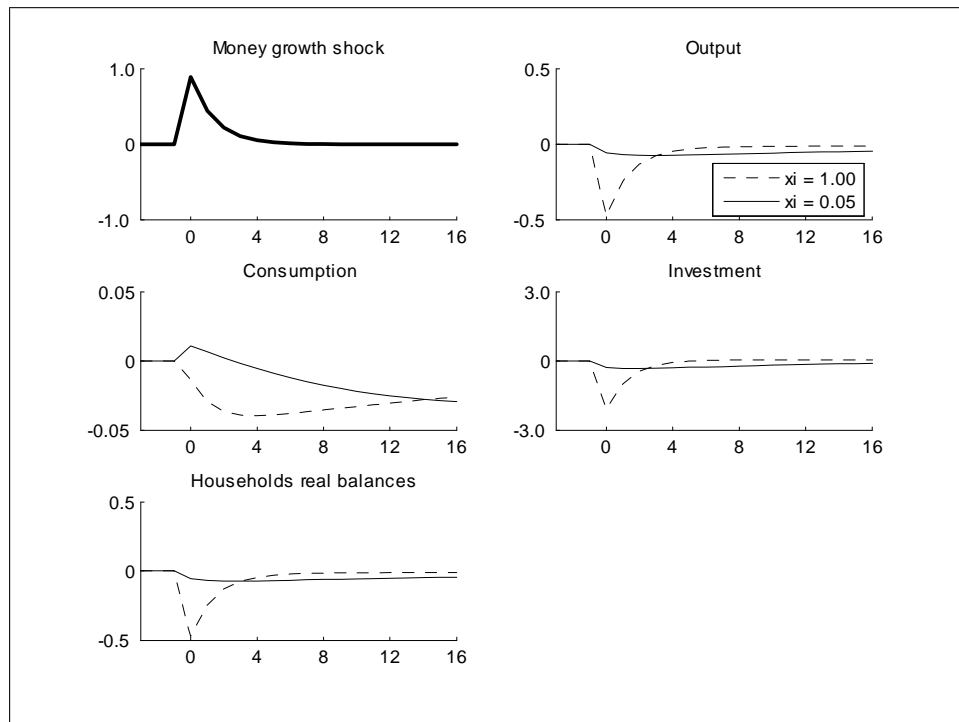 Money growth shock
1.0
0
-1.0
0 4 8 12 16
Output
0.5
0
-0.5
0 4 8 12 16
xi = 1.00
xi = 0.05
Consumption
0.05
0
-0.05
0 4 8 12 16
Investment
3.0
0
-3.0
0 4 8 12 16
Households real balances
0.5
0
-0.5
0 4 8 12 16